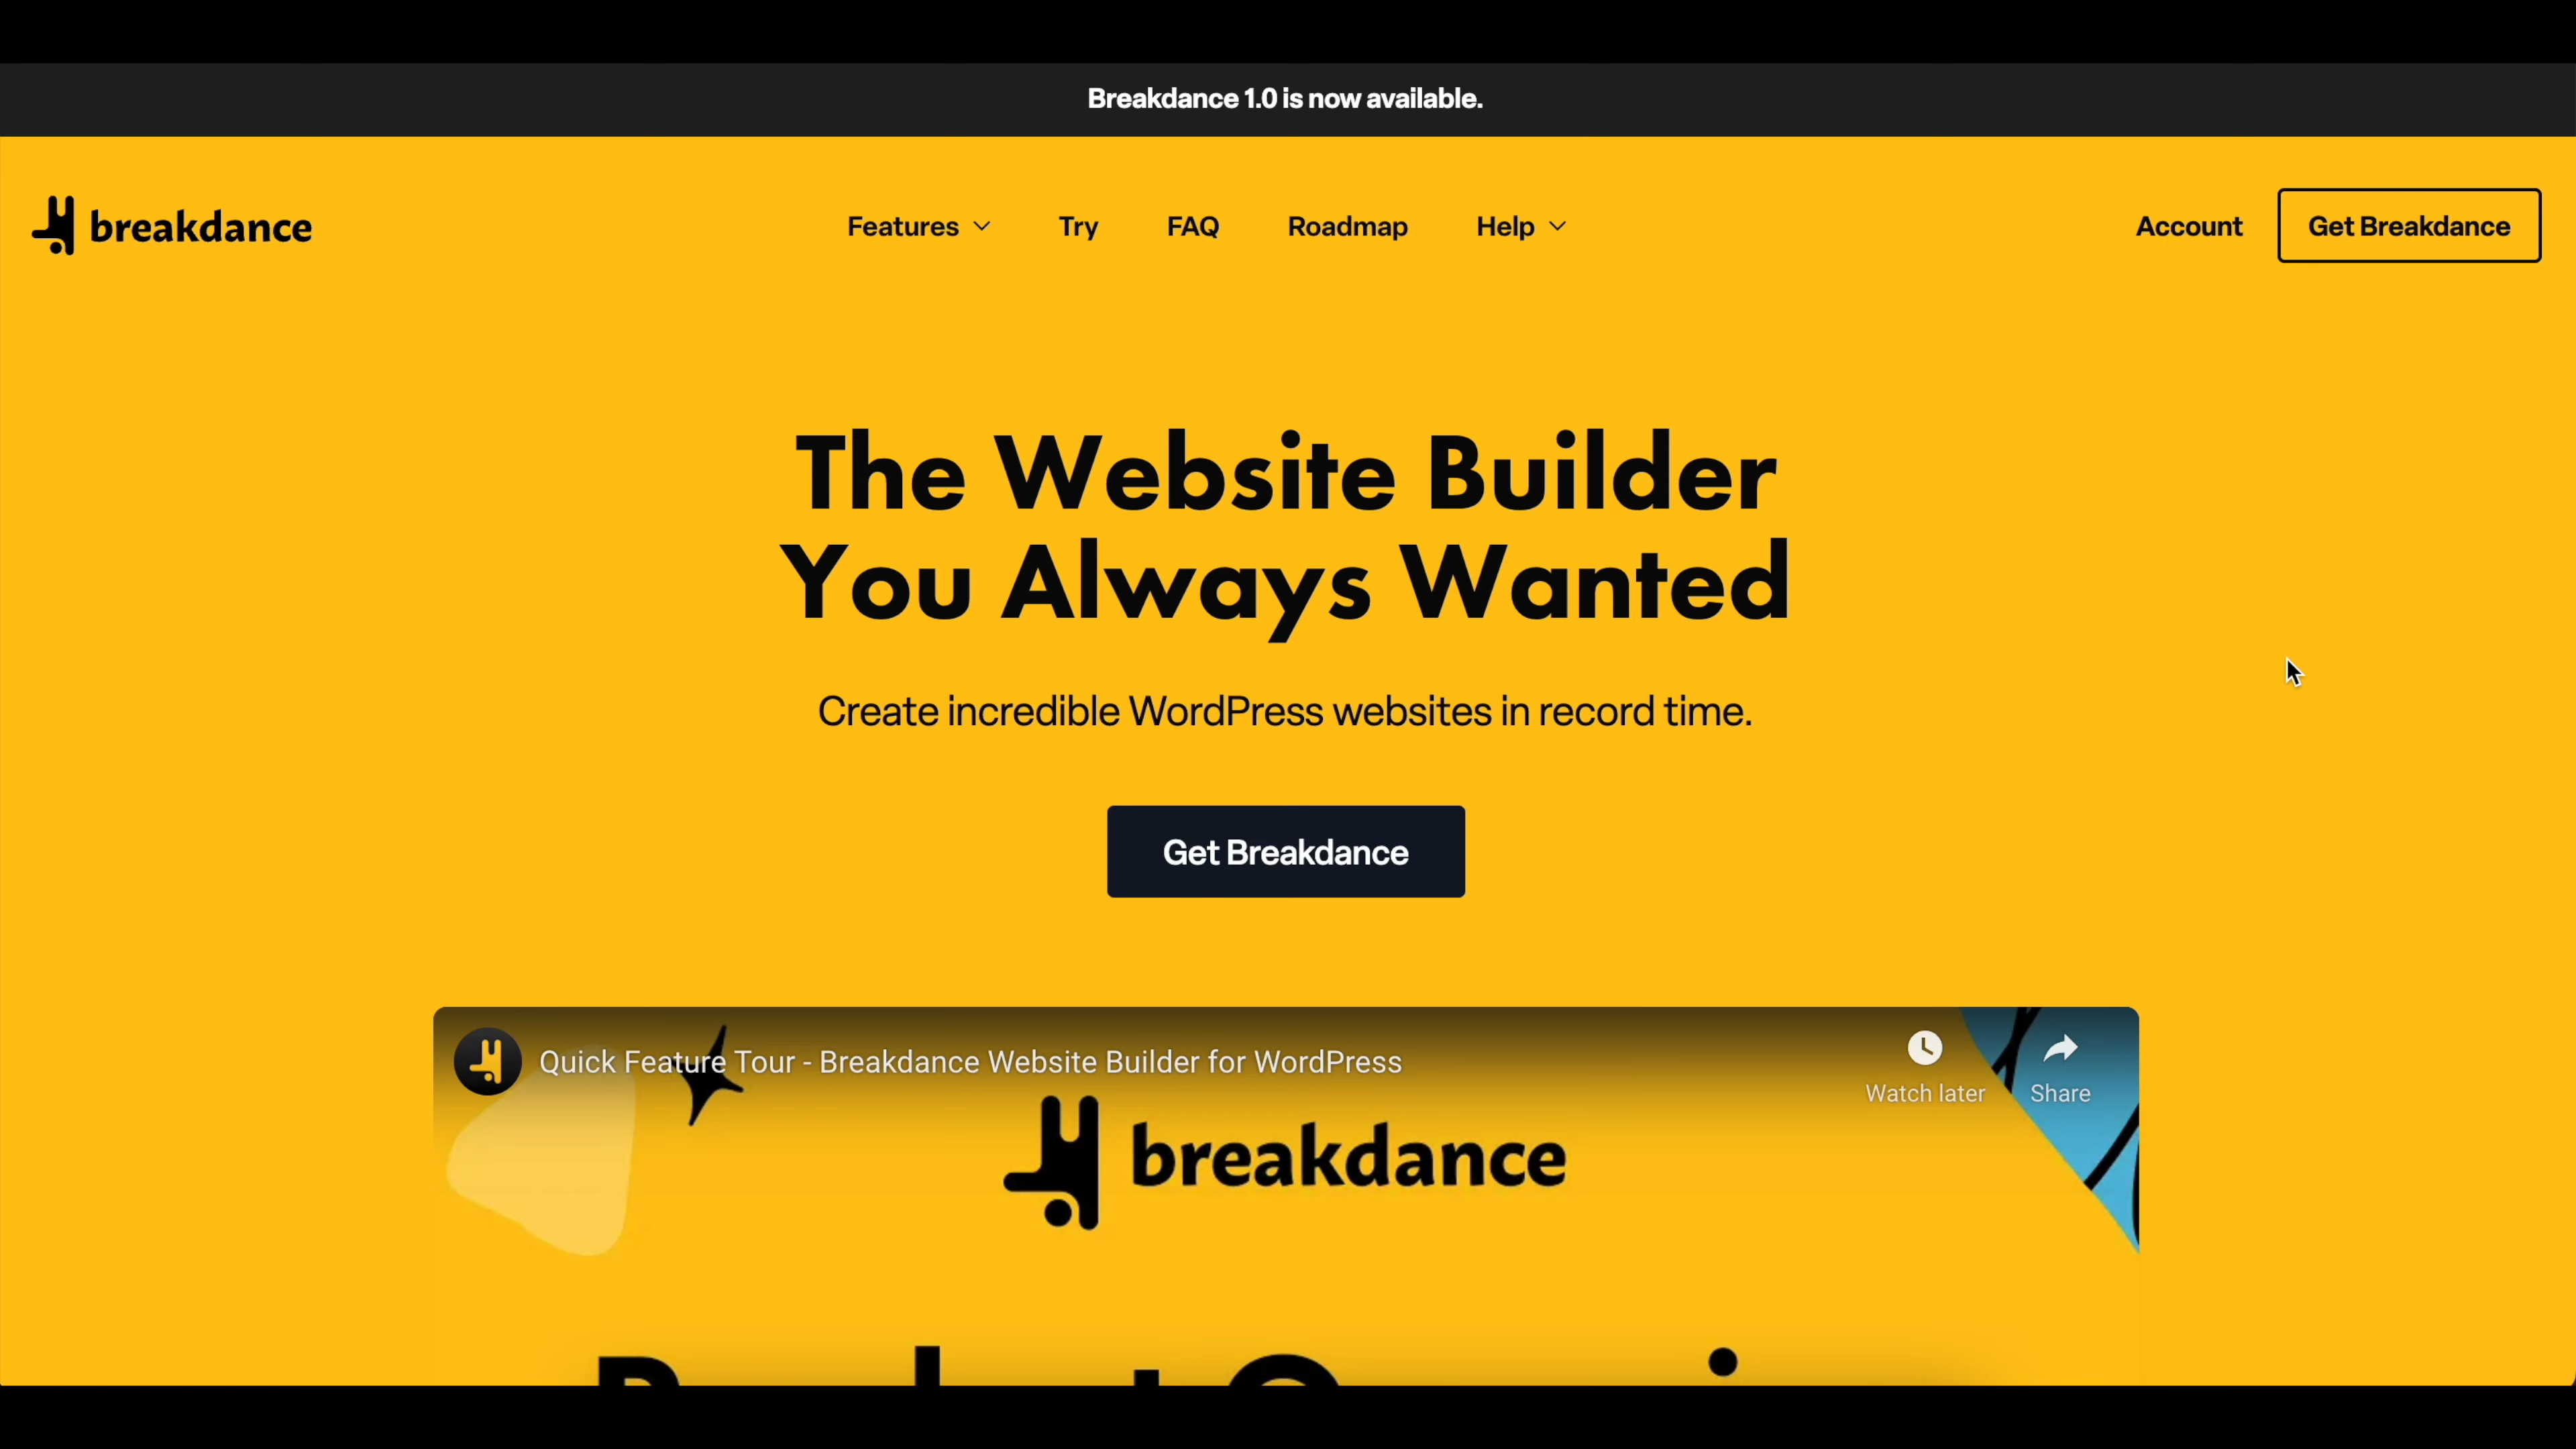 Breakdance 1.0 is now available.
breakdance
Features
Try
FAQ
Roadmap
Help
Account
Get Breakdance
The Website Builder
You Always Wanted
Create incredible WordPress websites in record time.
Get Breakdance
Quick Feature Tour - Breakdance Website Builder for WordPress
Watch later
Share
breakdance